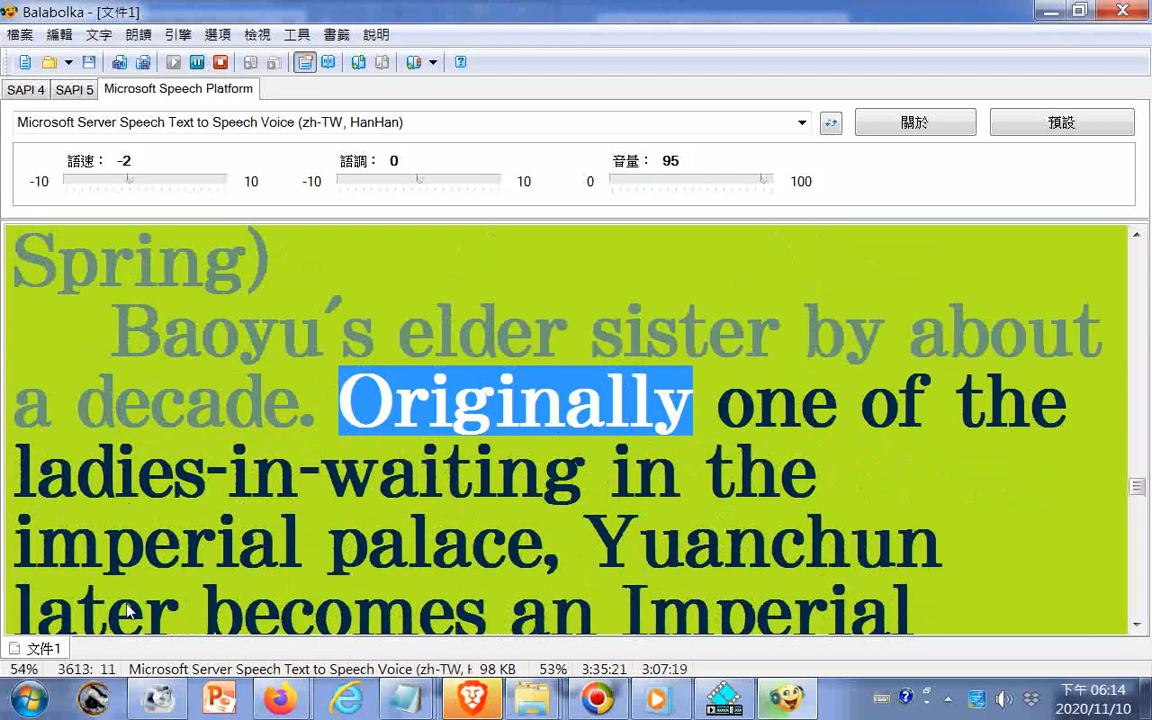 Balabolka - [文件1]
檔案 編輯 文字 朗讀 引擎 選項 檢視 工具 書籤 說明
SAPI 4 SAPI 5 Microsoft Speech Platform
Microsoft Server Speech Text to Speech Voice (zh-TW, HanHan) 關於 預設
語速： -2 語調： 0 音量： 95
-10 10 -10 10 0 100
Spring)
Baoyu's elder sister by about
a decade. Originally one of the
ladies-in-waiting in the
imperial palace, Yuanchun
later becomes an Imperial
文件1
54% 3613: 11 Microsoft Server Speech Text to Speech Voice (zh-TW, 98 KB 53% 3:35:21 3:07:19
下午 06:14
2020/11/10